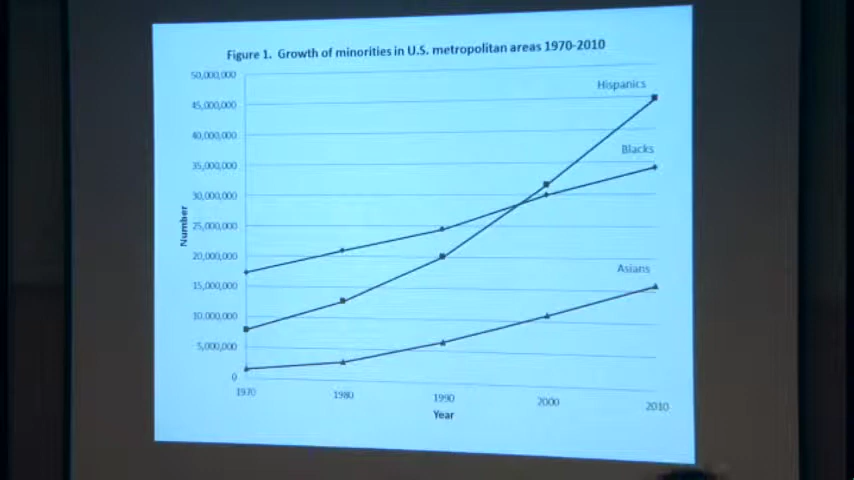 Figure 1. Growth of minorities in U.S. metropolitan areas 1970-2010
50,000,000
Hispanics
45,000,000
40,000,000
Blacks
35,000,000
30,000,000
Number
25,000,000
20,000,000
Asians
15,000,000
10,000,000
5,000,000
0
1970 1980 1990 2000 2010
Year